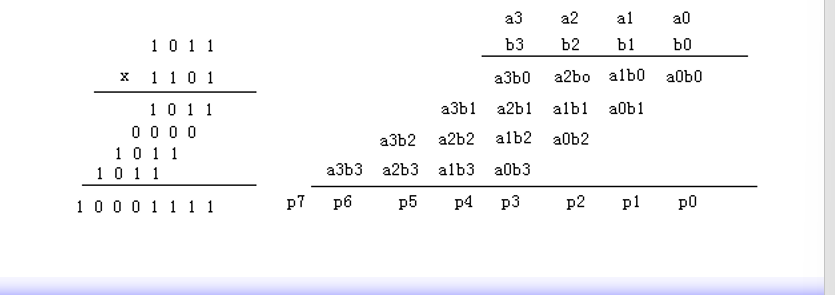 1 0 1 1
x 1 1 0 1
1 0 1 1
0 0 0 0
1 0 1 1
1 0 1 1
1 0 0 0 1 1 1 1
a3 a2 a1 a0
b3 b2 b1 b0
a3b0 a2bo a1b0 a0b0
a3b1 a2b1 a1b1 a0b1
a3b2 a2b2 a1b2 a0b2
a3b3 a2b3 a1b3 a0b3
p7 p6 p5 p4 p3 p2 p1 p0